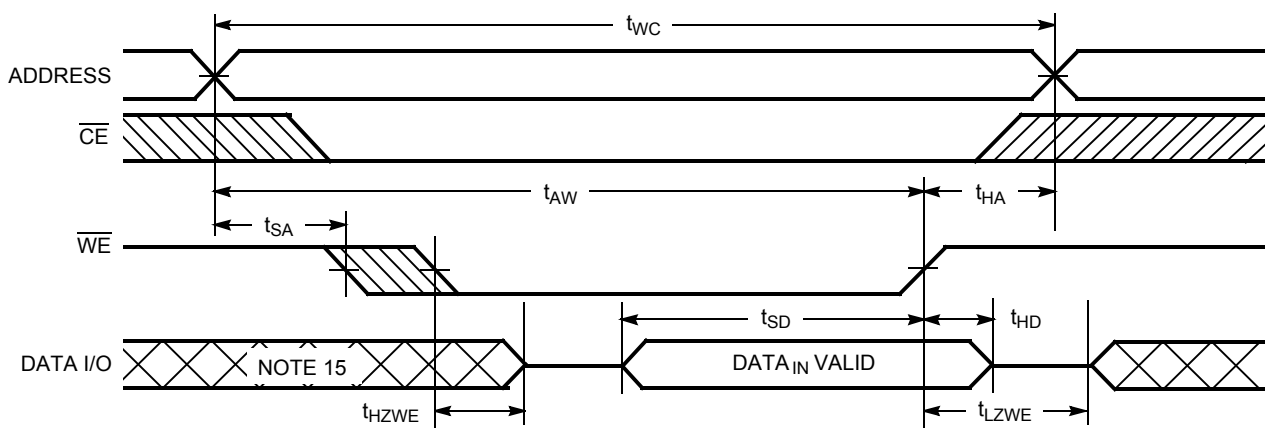 tWC
ADDRESS
CE
tAW
tHA
tSA
WE
tSD
tHD
DATA I/O
NOTE 15
DATAIN VALID
tHZWE
tLZWE